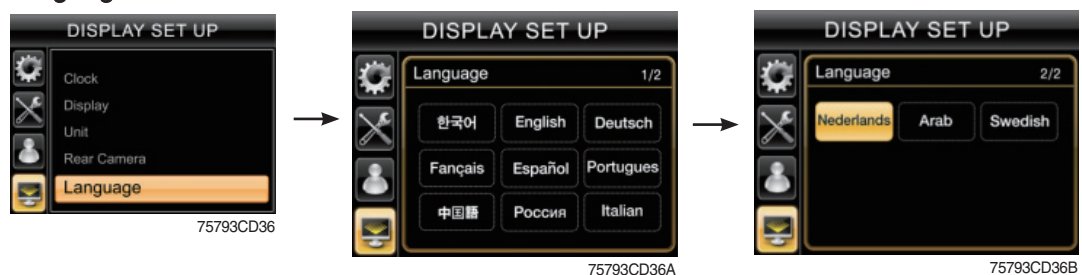 DISPLAY SET UP
Clock
Display
Unit
Rear Camera
Language
75793CD36
DISPLAY SET UP
Language 1/2
한국어 English Deutsch
Fançais Español Portugues
中国語 Россия Italian
75793CD36A
DISPLAY SET UP
Language 2/2
Nederlands Arab Swedish
75793CD36B